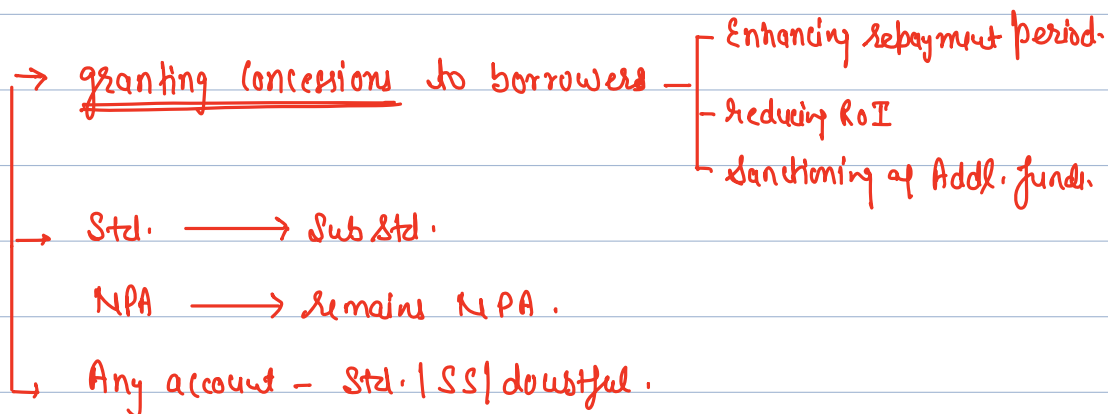 → granting concessions to borrowers
Enhancing repayment period.
reducing RoI
Sanctioning of Addl. funds.
Std. → Sub Std.
NPA → remains NPA.
Any account - Std. | SS | doubtful.